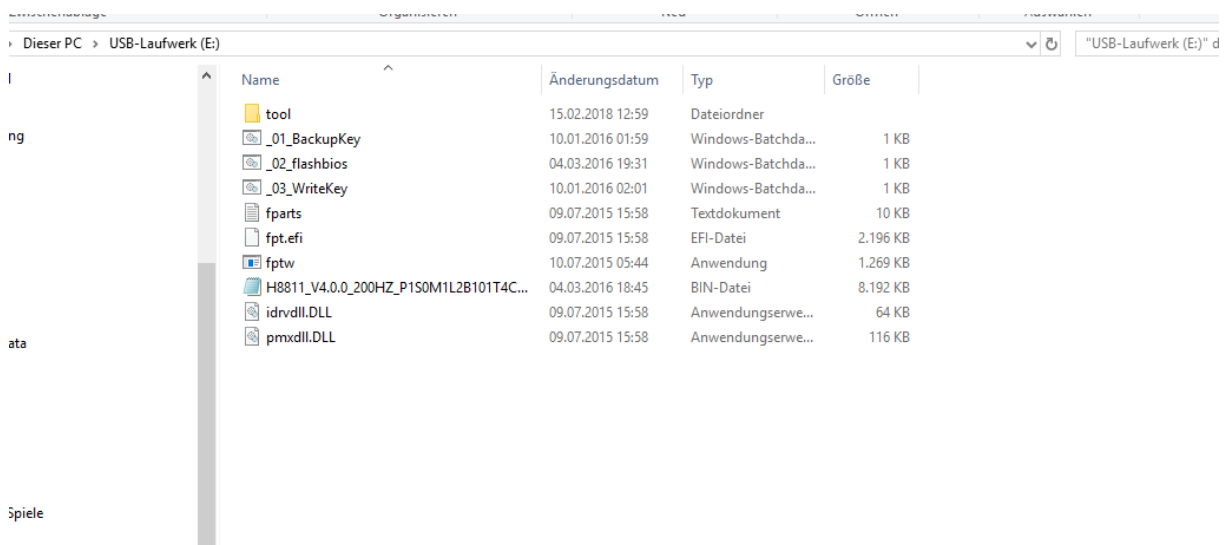 Dieser PC > USB-Laufwerk (E:) "USB-Laufwerk (E:)" d
Name Änderungsdatum Typ Größe
tool 15.02.2018 12:59 Dateiordner
ng _01_BackupKey 10.01.2016 01:59 Windows-Batchda... 1 KB
_02_flashbios 04.03.2016 19:31 Windows-Batchda... 1 KB
_03_WriteKey 10.01.2016 02:01 Windows-Batchda... 1 KB
fparts 09.07.2015 15:58 Textdokument 10 KB
fpt.efi 09.07.2015 15:58 EFI-Datei 2.196 KB
fptw 10.07.2015 05:44 Anwendung 1.269 KB
H8811_V4.0.0_200HZ_P1S0M1L2B101T4C... 04.03.2016 18:45 BIN-Datei 8.192 KB
idrvdll.DLL 09.07.2015 15:58 Anwendungserwe... 64 KB
ata pmxdll.DLL 09.07.2015 15:58 Anwendungserwe... 116 KB
Spiele